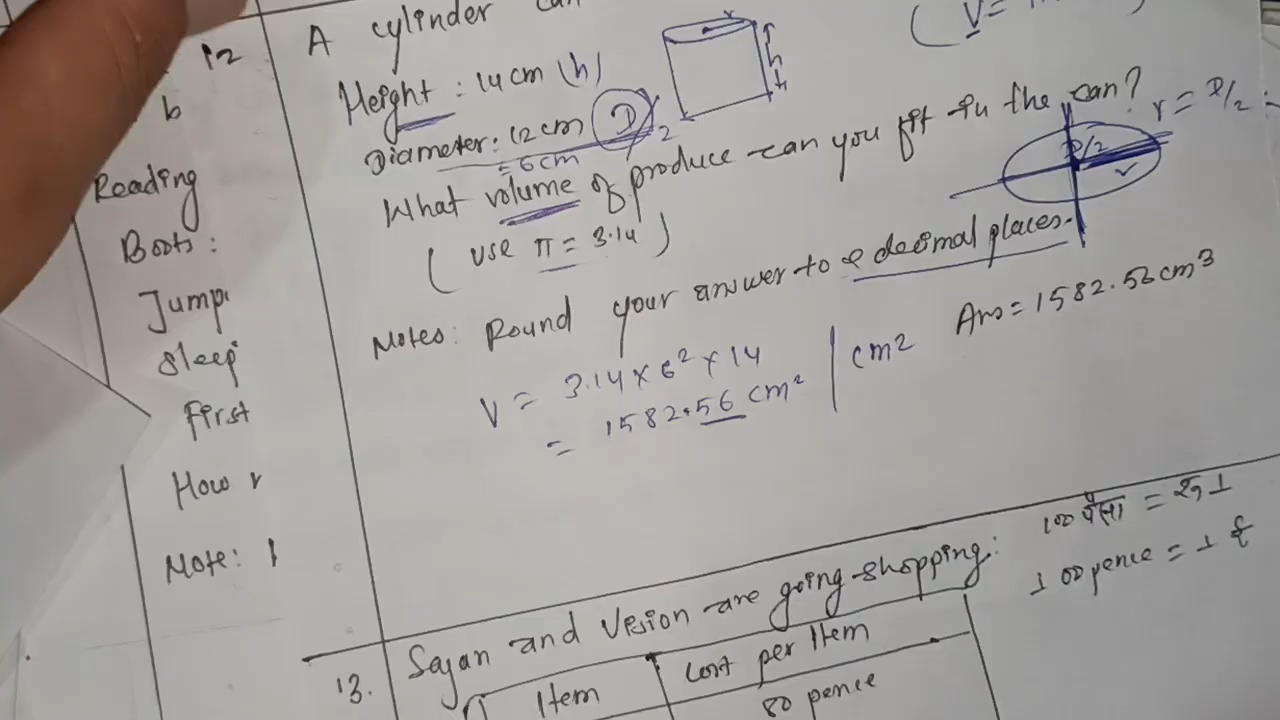 12
A cylinder can
Height : 14 cm (h)
r
h
Diameter: 12 cm D/2
= 6 cm
What volume of produce can you fit in the can?
r = D/2
D/2
r
( use π = 3.14 )
Notes: Round your answer to 2 decimal places.
V = 3.14 × 6² × 14
= 1582.56 cm² | cm²
Ans = 1582.56 cm³
b
Reading
Boots :
Jump
Sleep
First
How
Note:
13.
Sajan and Vision are going shopping:
100 पैसा = रु 1
100 pence = 1 £
Item
Cost per Item
80 pence